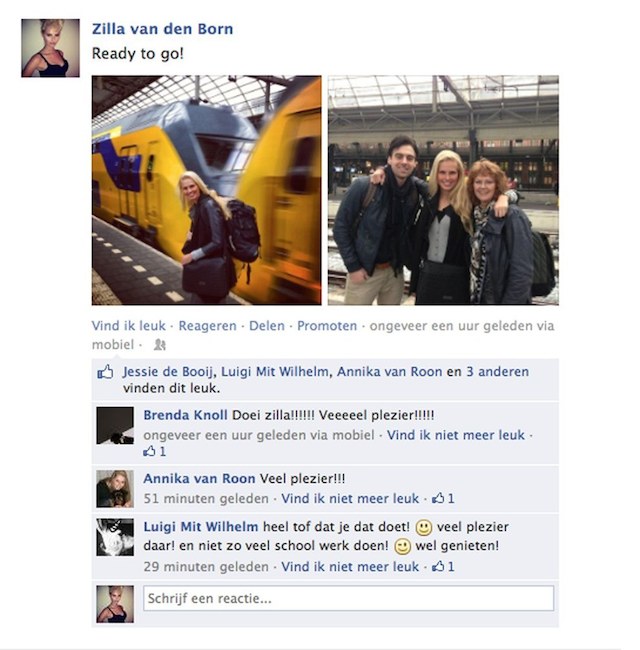 Zilla van den Born
Ready to go!
Vind ik leuk · Reageren · Delen · Promoten · ongeveer een uur geleden via
mobiel ·
Jessie de Booij, Luigi Mit Wilhelm, Annika van Roon en 3 anderen
vinden dit leuk.
Brenda Knoll Doei zilla!!!!!! Veeeeel plezier!!!!!
ongeveer een uur geleden via mobiel · Vind ik niet meer leuk ·
1
Annika van Roon Veel plezier!!!
51 minuten geleden · Vind ik niet meer leuk · 1
Luigi Mit Wilhelm heel tof dat je dat doet! veel plezier
daar! en niet zo veel school werk doen! wel genieten!
29 minuten geleden · Vind ik niet meer leuk · 1
Schrijf een reactie...